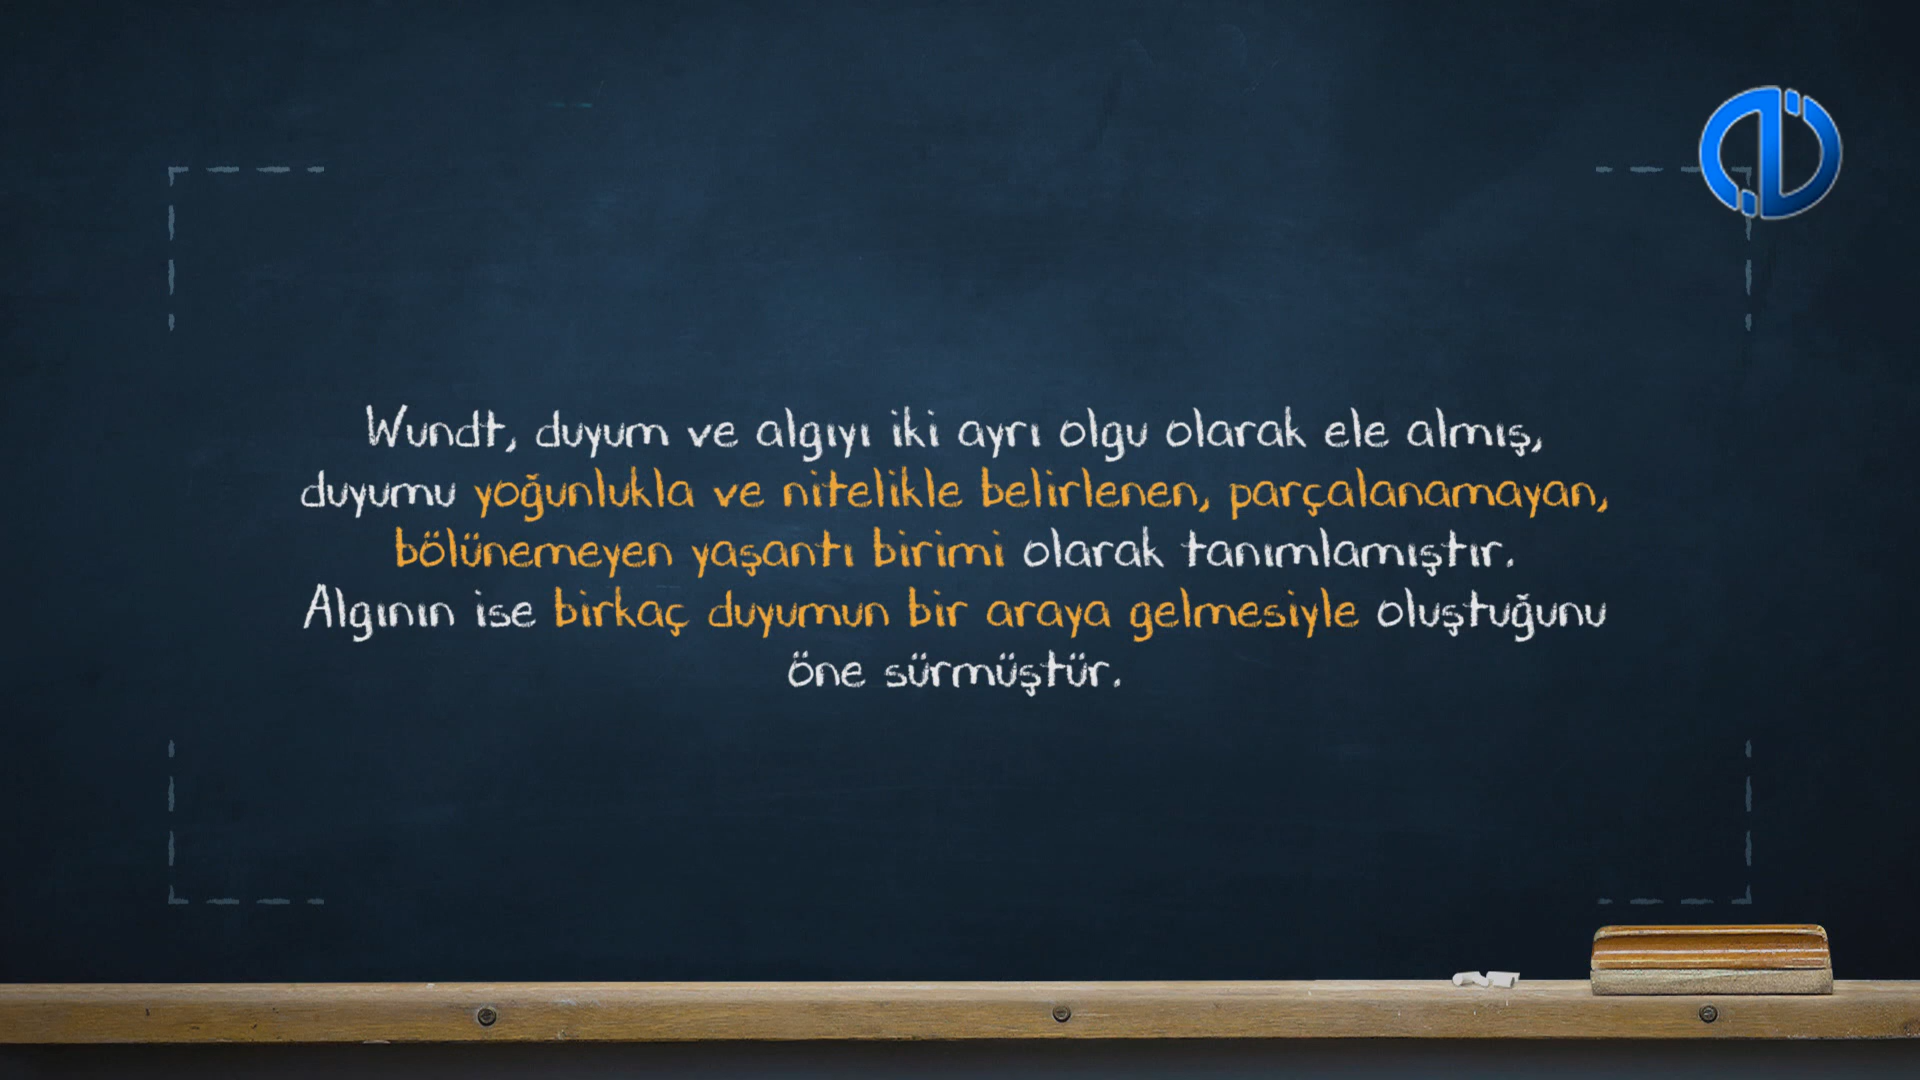 Wundt, duyum ve algıyı iki ayrı olgu olarak ele almış,
duyumu yoğunlukla ve nitelikle belirlenen, parçalanamayan,
bölünemeyen yaşantı birimi olarak tanımlamıştır.
Algının ise birkaç duyumun bir araya gelmesiyle oluştuğunu
öne sürmüştür.